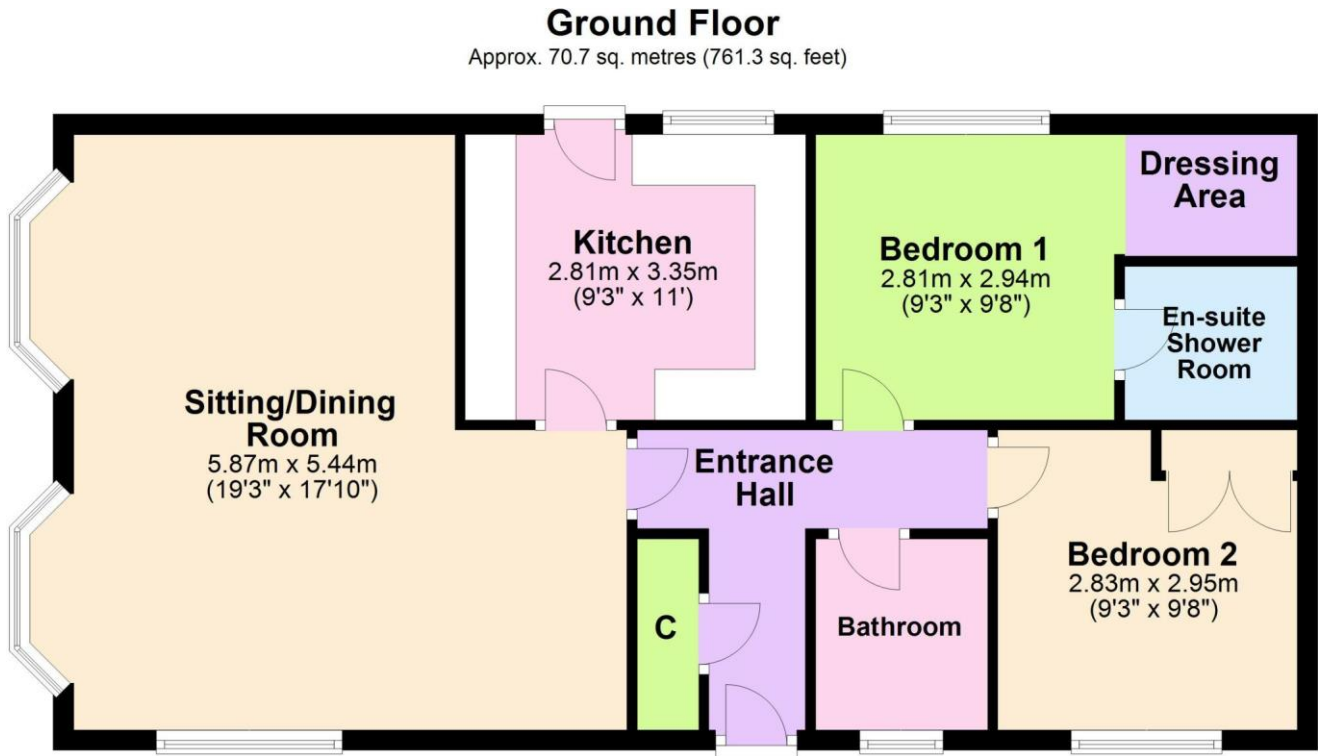 Ground Floor
Approx. 70.7 sq. metres (761.3 sq. feet)
Sitting/Dining
Room
5.87m x 5.44m
(19'3" x 17'10")
Kitchen
2.81m x 3.35m
(9'3" x 11')
Bedroom 1
2.81m x 2.94m
(9'3" x 9'8")
Dressing
Area
En-suite
Shower
Room
Entrance
Hall
C
Bathroom
Bedroom 2
2.83m x 2.95m
(9'3" x 9'8")